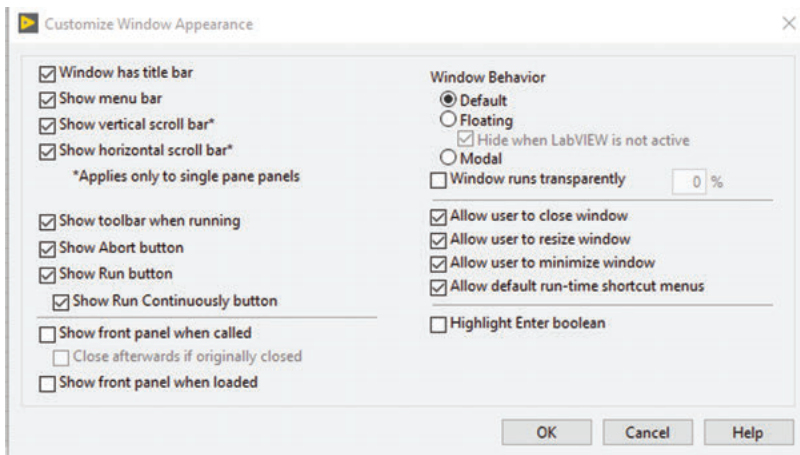 Customize Window Appearance
Window has title bar
Show menu bar
Show vertical scroll bar*
Show horizontal scroll bar*
*Applies only to single pane panels
Show toolbar when running
Show Abort button
Show Run button
Show Run Continuously button
Show front panel when called
Close afterwards if originally closed
Show front panel when loaded
Window Behavior
Default
Floating
Hide when LabVIEW is not active
Modal
Window runs transparently 0 %
Allow user to close window
Allow user to resize window
Allow user to minimize window
Allow default run-time shortcut menus
Highlight Enter boolean
OK Cancel Help